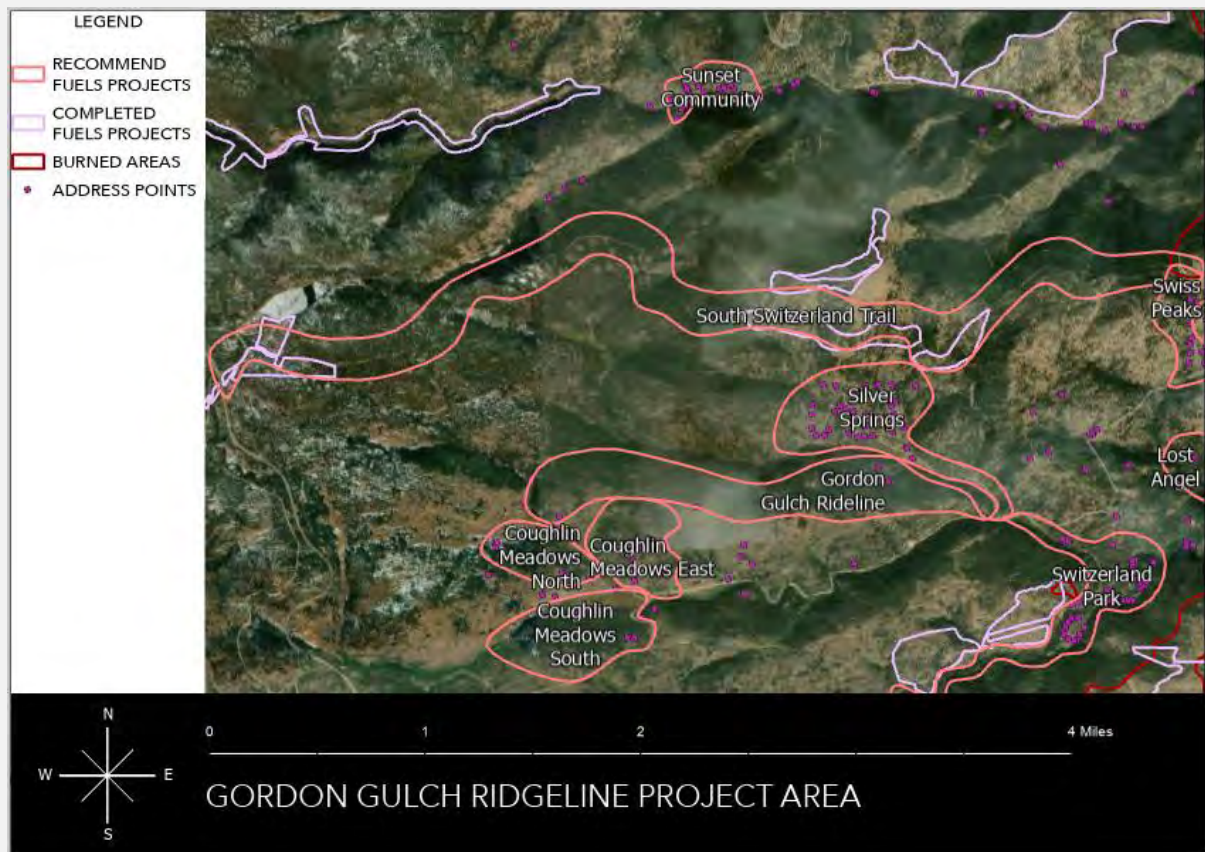 LEGEND
RECOMMEND
FUELS PROJECTS
COMPLETED
FUELS PROJECTS
BURNED AREAS
ADDRESS POINTS
Sunset
Community
South Switzerland Trail
Swiss
Peaks
Silver
Springs
Lost
Angel
Gordon
Gulch Rideline
Coughlin
Meadows
North
Coughlin
Meadows East
Switzerland
Park
Coughlin
Meadows
South
N
W E
S
0 1 2 4 Miles
GORDON GULCH RIDGELINE PROJECT AREA